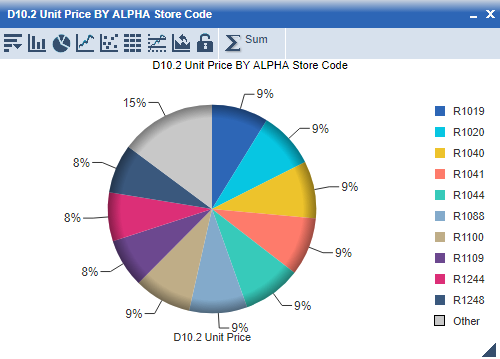 D10.2 Unit Price BY ALPHA Store Code
Sum
D10.2 Unit Price BY ALPHA Store Code
9%
9%
9%
9%
9%
9%
9%
8%
8%
8%
15%
D10.2 Unit Price
R1019
R1020
R1040
R1041
R1044
R1088
R1100
R1109
R1244
R1248
Other